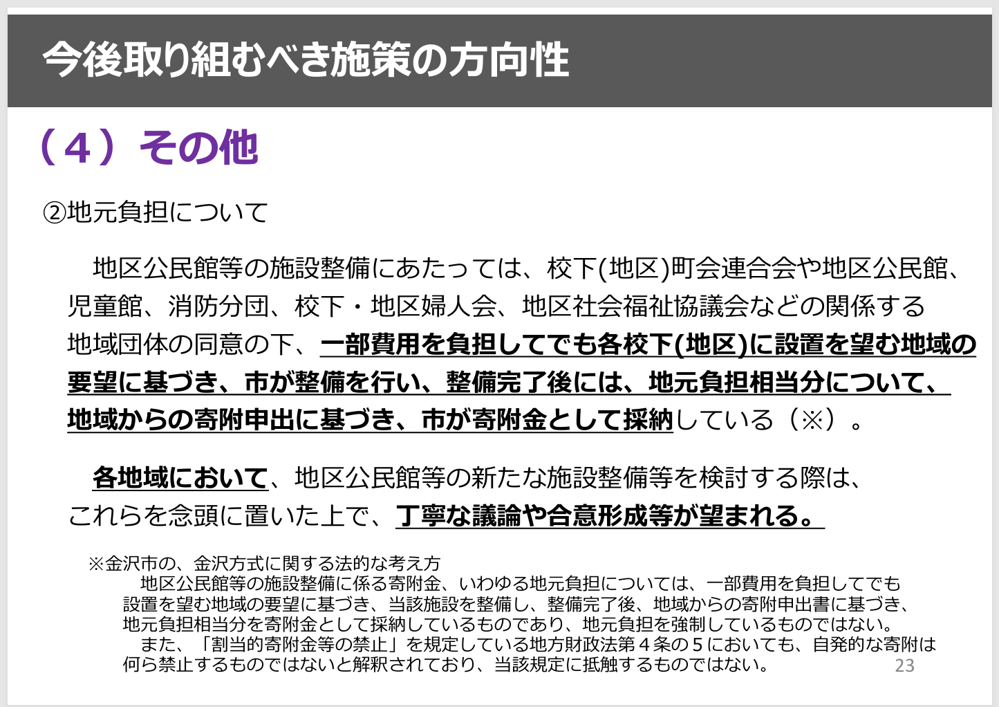 今後取り組むべき施策の方向性
（４）その他
②地元負担について
地区公民館等の施設整備にあたっては、校下(地区)町会連合会や地区公民館、
児童館、消防分団、校下・地区婦人会、地区社会福祉協議会などの関係する
地域団体の同意の下、一部費用を負担してでも各校下(地区)に設置を望む地域の
要望に基づき、市が整備を行い、整備完了後には、地元負担相当分について、
地域からの寄附申出に基づき、市が寄附金として採納している（※）。
各地域において、地区公民館等の新たな施設整備等を検討する際は、
これらを念頭に置いた上で、丁寧な議論や合意形成等が望まれる。
※金沢市の、金沢方式に関する法的な考え方
地区公民館等の施設整備に係る寄附金、いわゆる地元負担については、一部費用を負担してでも
設置を望む地域の要望に基づき、当該施設を整備し、整備完了後、地域からの寄附申出書に基づき、
地元負担相当分を寄附金として採納しているものであり、地元負担を強制しているものではない。
また、「割当的寄附金等の禁止」を規定している地方財政法第４条の５においても、自発的な寄附は
何ら禁止するものではないと解釈されており、当該規定に抵触するものではない。
23